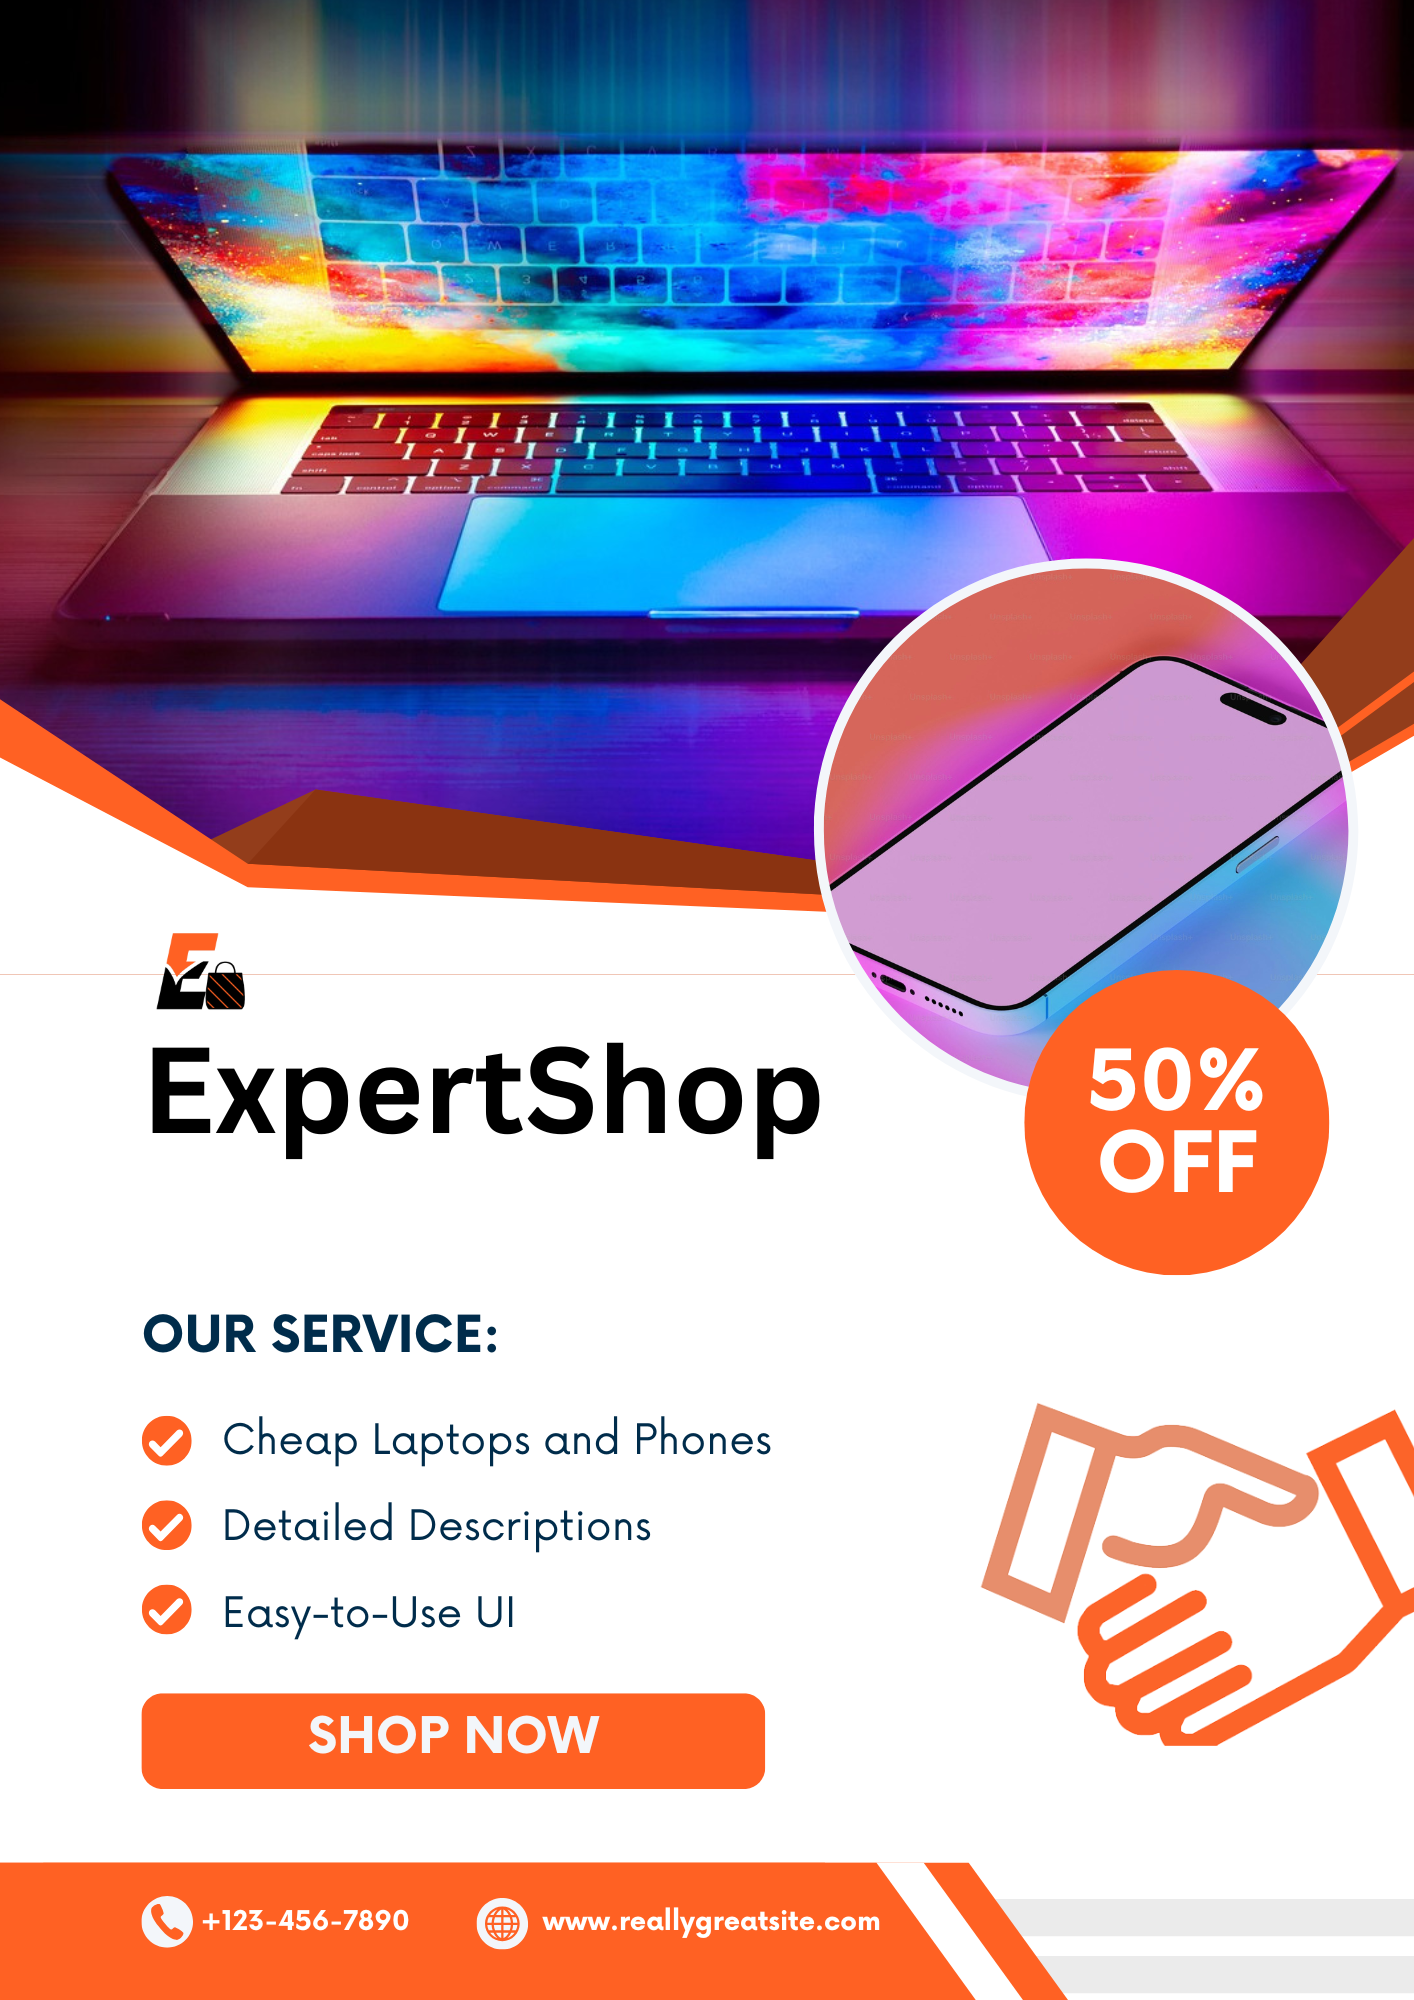 E
ExpertShop
50%
OFF
OUR SERVICE:
Cheap Laptops and Phones
Detailed Descriptions
Easy-to-Use UI
SHOP NOW
+123-456-7890
www.reallygreatsite.com